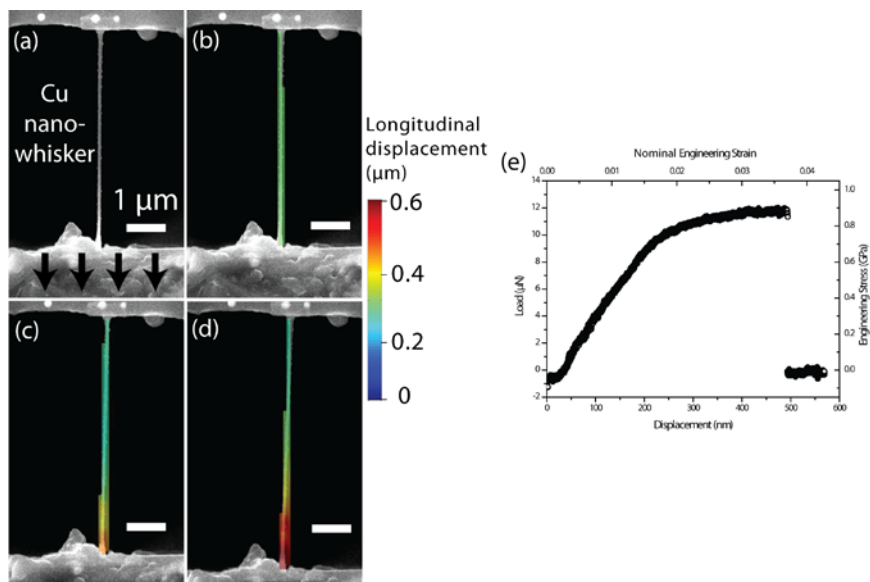 (a)
(b)
Cu
nano-
whisker
1 µm
Longitudinal
displacement
(µm)
0.6
0.4
0.2
0
(c)
(d)
(e)
Nominal Engineering Strain
0.00 0.01 0.02 0.03 0.04
14
12
10
8
6
4
2
0
-2
Load (µN)
1.0
0.8
0.6
0.4
0.2
0.0
Engineering Stress (GPa)
0 100 200 300 400 500 600
Displacement (nm)